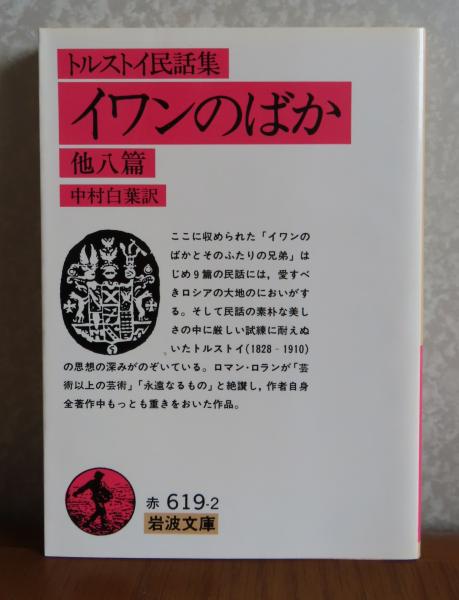 トルストイ民話集
イワンのばか
他八篇
中村白葉訳
ここに収められた「イワンの
ばかとそのふたりの兄弟」は
じめ9篇の民話には，愛すべ
きロシアの大地のにおいがす
る。そして民話の素朴な美し
さの中に厳しい試練に耐えぬ
いたトルストイ(1828‐1910)
の思想の深みがのぞいている。ロマン・ロランが「芸
術以上の芸術」「永遠なるもの」と絶讃し，作者自身
全著作中もっとも重きをおいた作品。
赤 619-2
岩波文庫